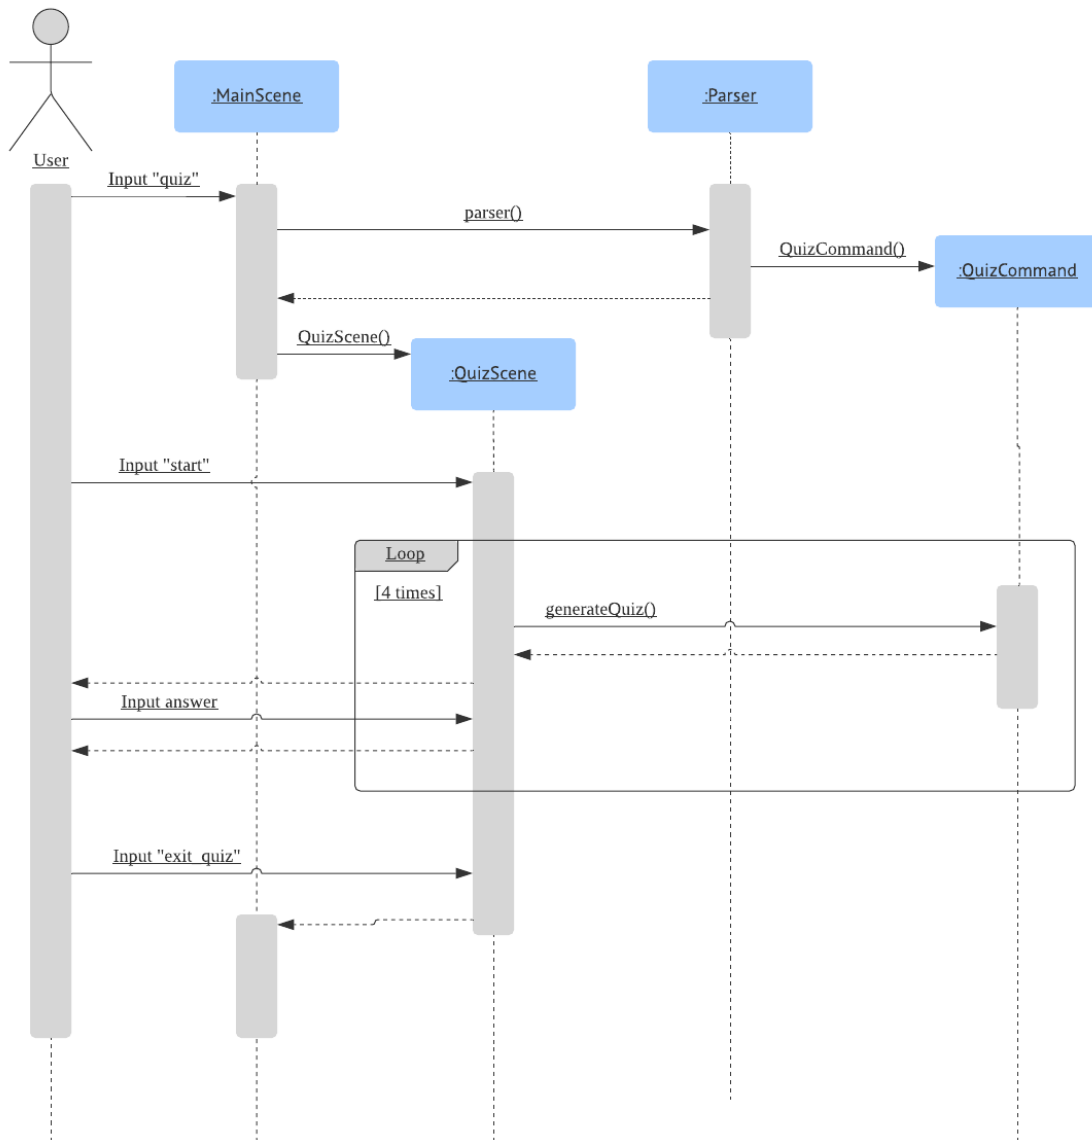 :MainScene
:Parser
User
Input "quiz"
parser()
QuizCommand()
:QuizCommand
QuizScene()
:QuizScene
Input "start"
Loop
[4 times]
generateQuiz()
Input answer
Input "exit_quiz"